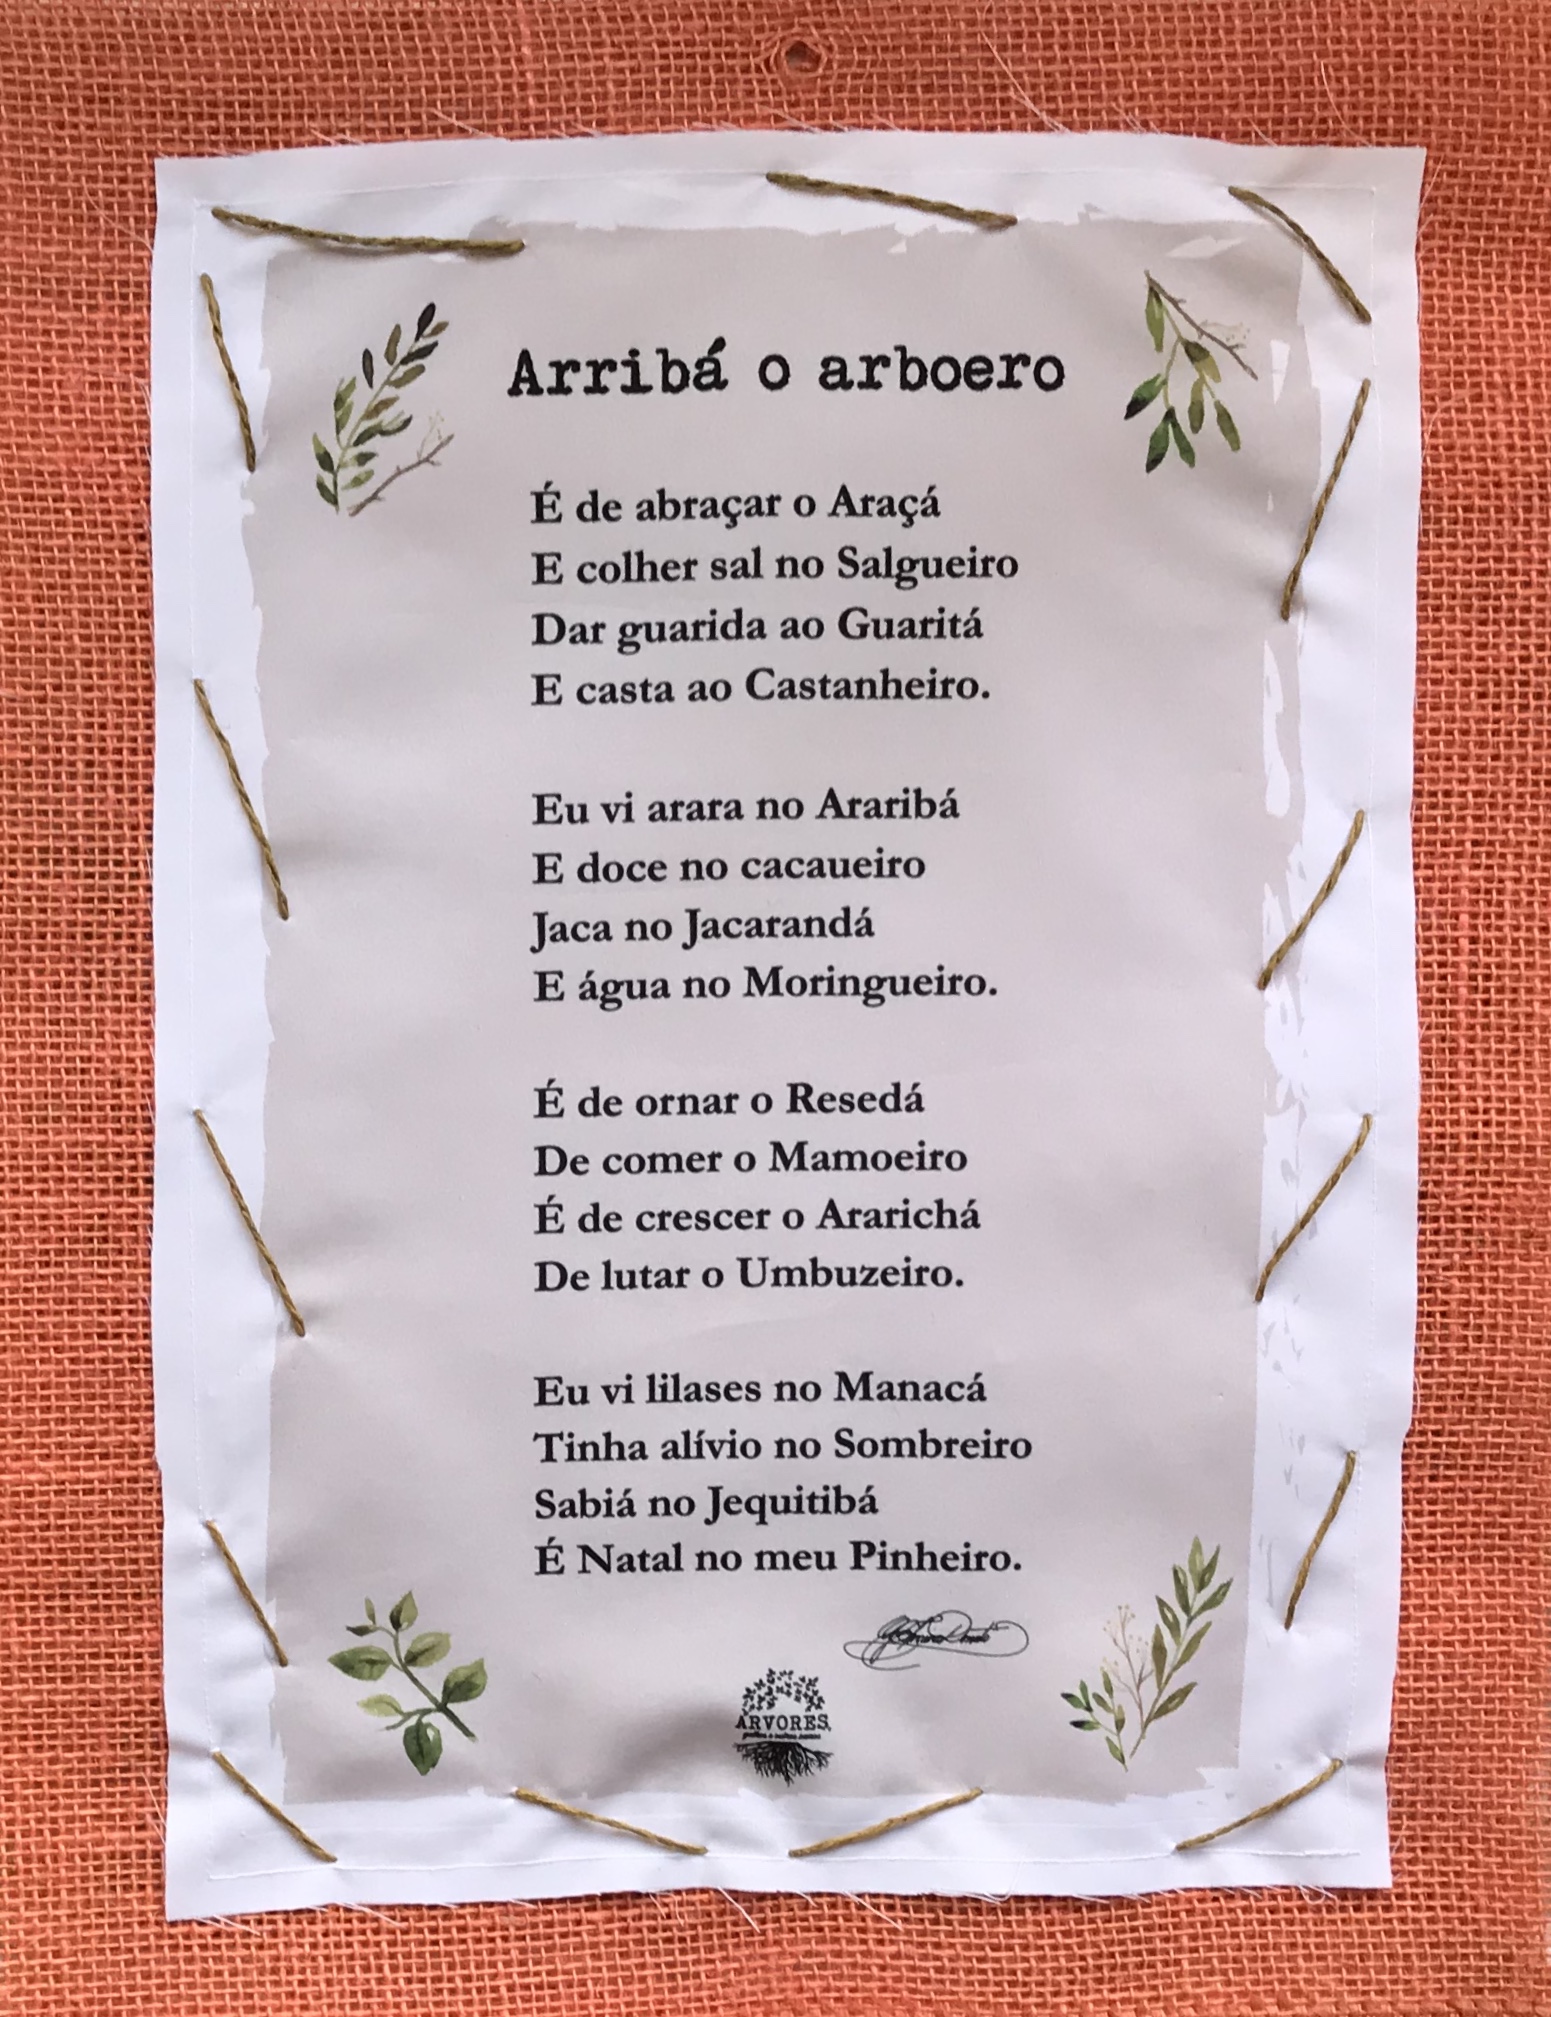 Arribá o arboero
É de abraçar o Araçá
E colher sal no Salgueiro
Dar guarida ao Guaritá
E casta ao Castanheiro.
Eu vi arara no Araribá
E doce no cacaueiro
Jaca no Jacarandá
E água no Moringueiro.
É de ornar o Resedá
De comer o Mamoeiro
É de crescer o Ararichá
De lutar o Umbuzeiro.
Eu vi lilases no Manacá
Tinha alívio no Sombreiro
Sabiá no Jequitibá
É Natal no meu Pinheiro.
ÁRVORES,